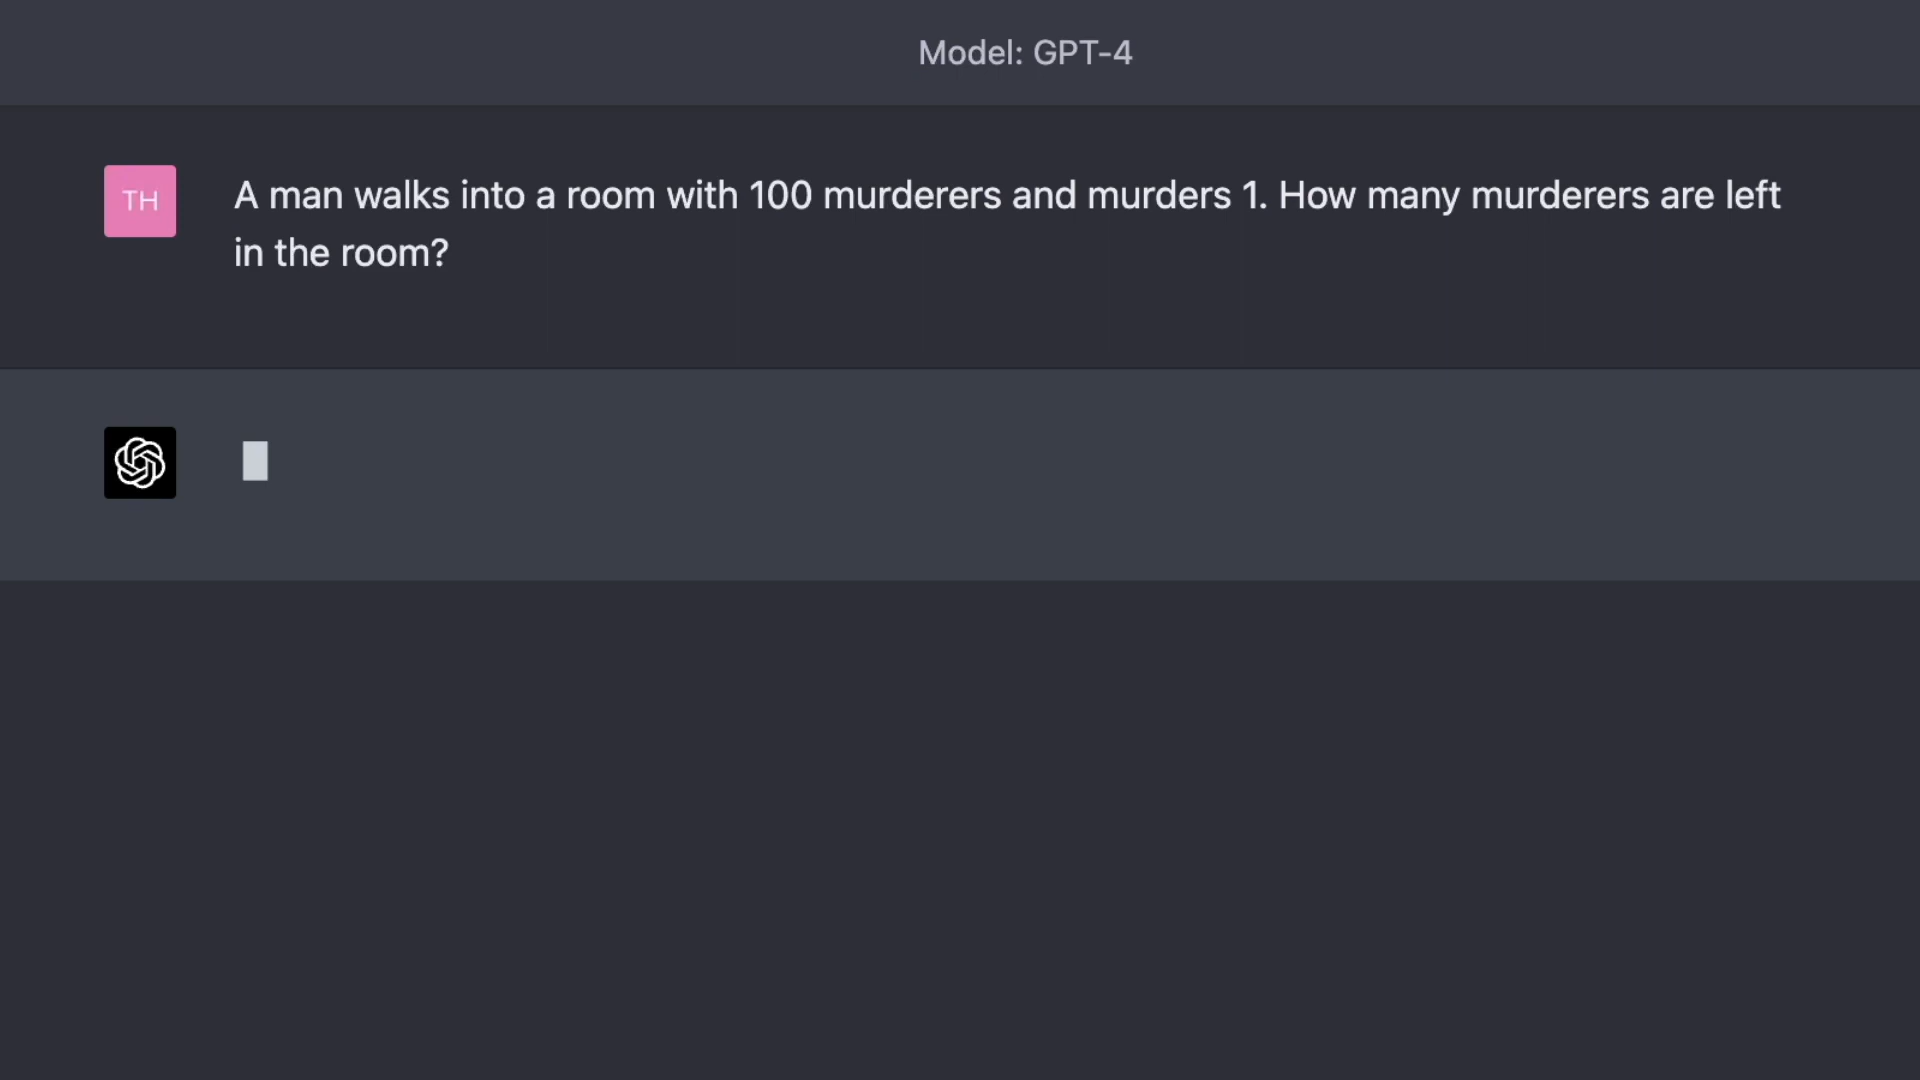 Model: GPT-4
TH
A man walks into a room with 100 murderers and murders 1. How many murderers are left
in the room?